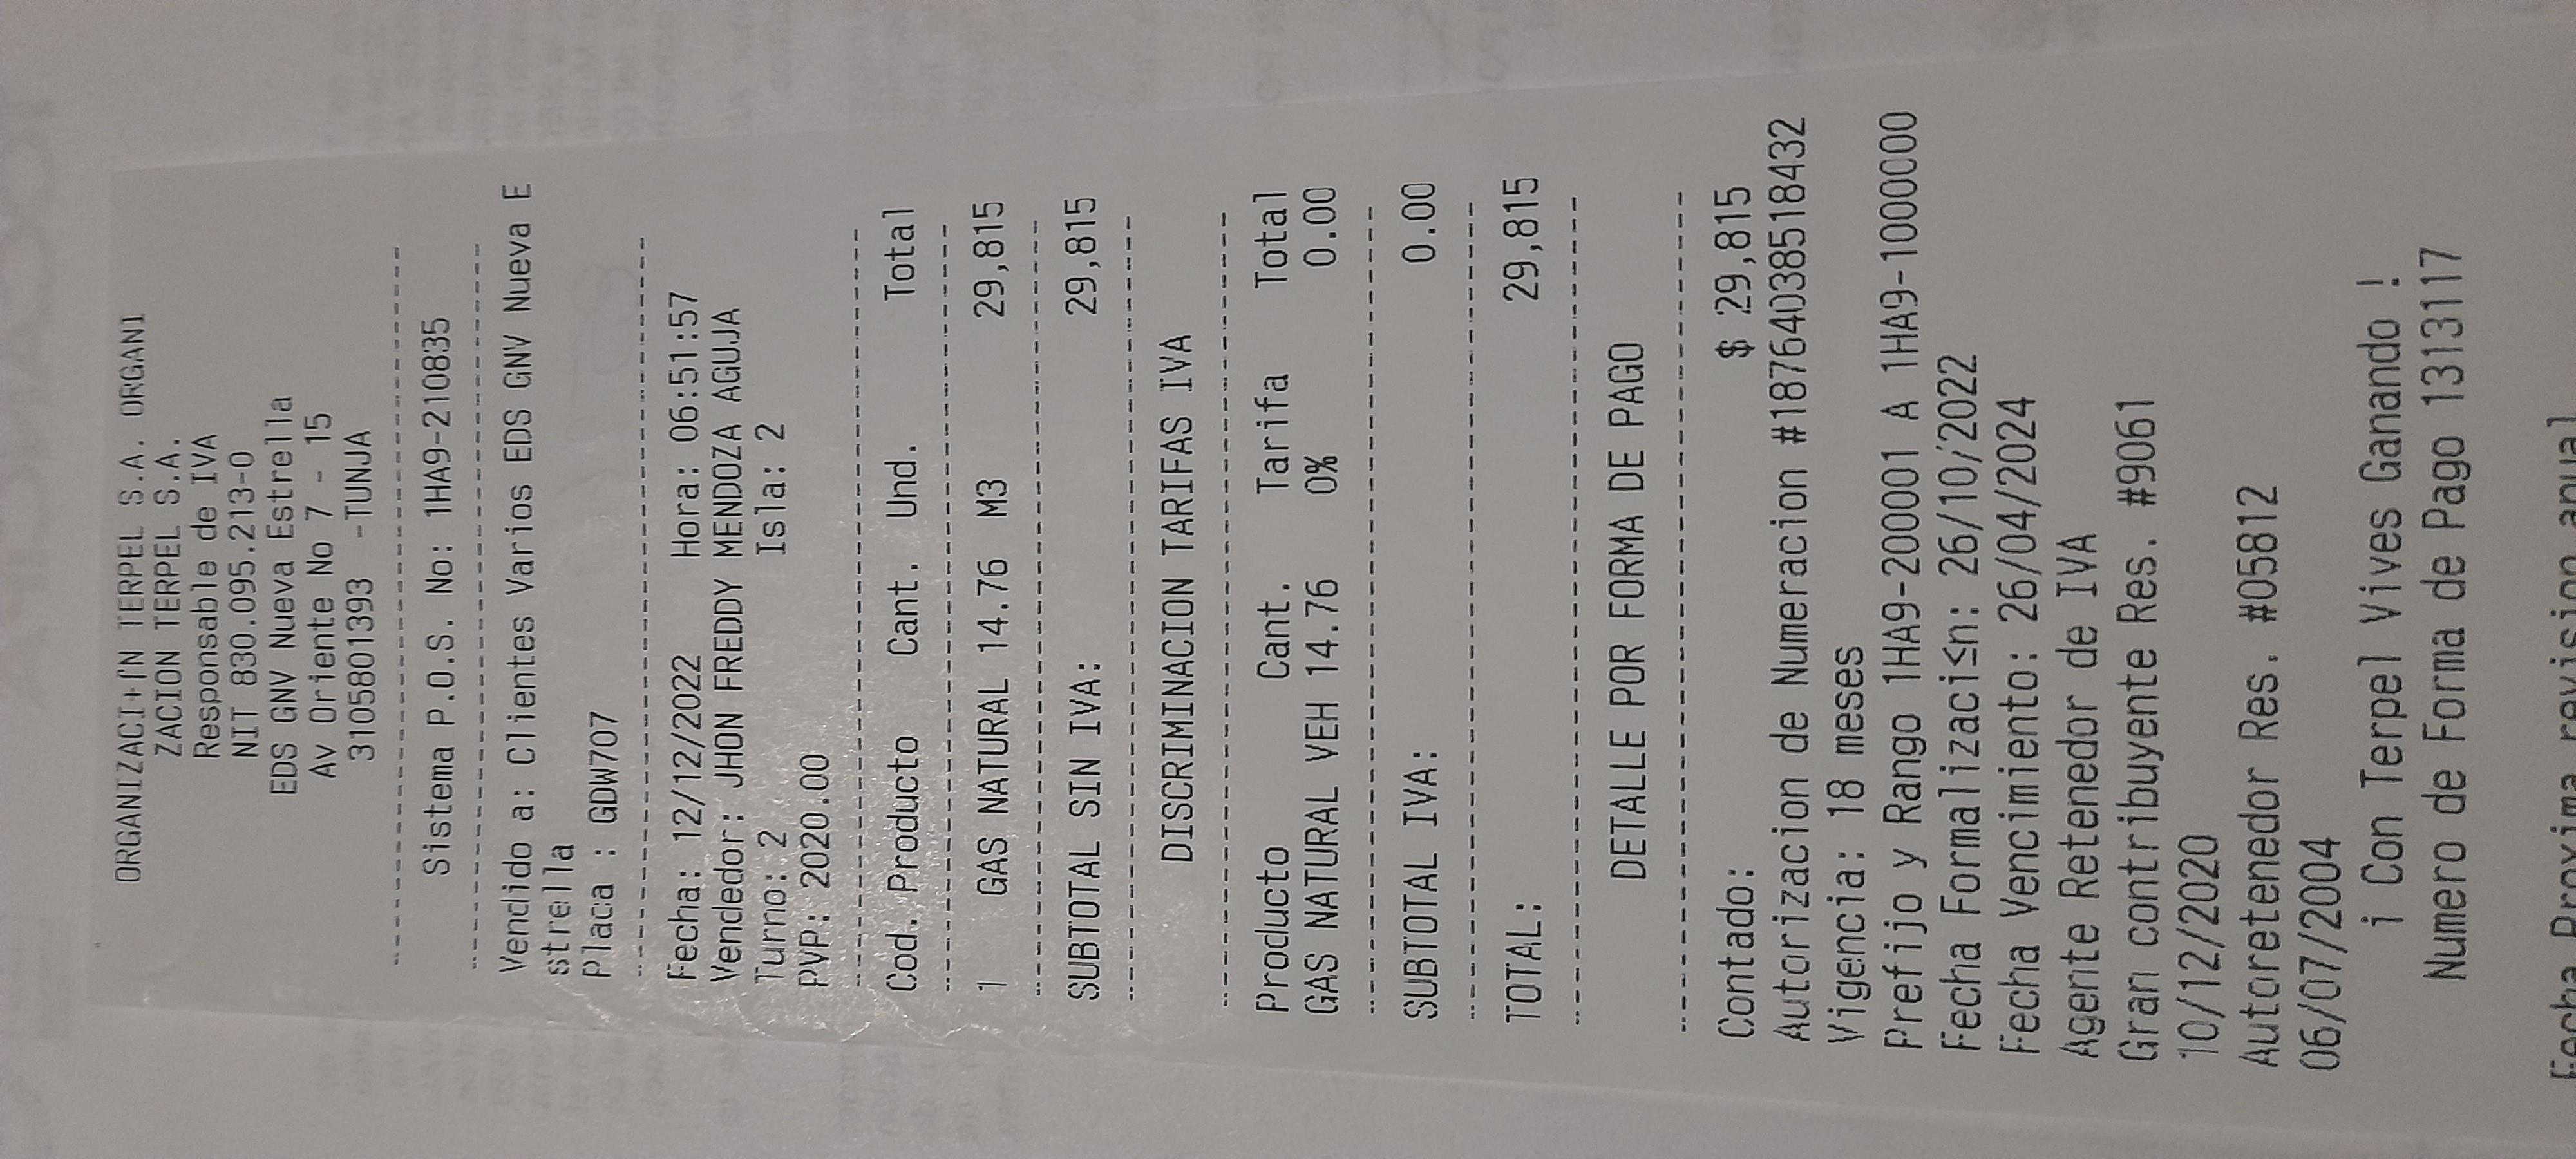 ORGANIZACI+[N TERPEL S.A. ORGANI
ZACION TERPEL S.A.
Responsable de IVA
NIT 830.095.213-0
EDS GNV Nueva Estrella
Av Oriente No 7 - 15
3105801393 -TUNJA
Sistema P.O.S. No: 1HA9-210835
Vendido a: Clientes Varios EDS GNV Nueva E
strella
Placa : GDW707
Fecha: 12/12/2022 Hora: 06:51:57
Vendedor: JHON FREDDY MENDOZA AGUJA
Turno: 2 Isla: 2
PVP: 2020.00
Cod. Producto Cant. Und. Total
1 GAS NATURAL 14.76 M3 29,815
SUBTOTAL SIN IVA: 29,815
DISCRIMINACION TARIFAS IVA
Producto Cant. Tarifa Total
GAS NATURAL VEH 14.76 0% 0.00
SUBTOTAL IVA: 0.00
TOTAL: 29,815
DETALLE POR FORMA DE PAGO
Contado: $ 29,815
Autorizacion de Numeracion #18764038518432
Vigencia: 18 meses
Prefijo y Rango 1HA9-200001 A 1HA9-1000000
Fecha Formalizaci≤n: 26/10/2022
Fecha Vencimiento: 26/04/2024
Agente Retenedor de IVA
Gran contribuyente Res. #9061
10/12/2020
Autoretenedor Res. #05812
06/07/2004
¡ Con Terpel Vives Ganando !
Numero de Forma de Pago 1313117
Fecha Proxima revision anual